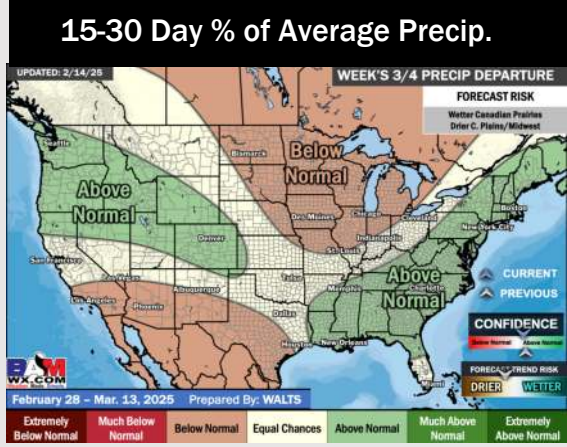 15-30 Day % of Average Precip.
UPDATED: 2/14/25
WEEK'S 3/4 PRECIP DEPARTURE
FORECAST RISK
Wetter Canadian Prairies
Drier C. Plains/Midwest
Seattle
Bismarck
Below
Normal
Above
Normal
Boston
Des Moines
Chicago
Cleveland
New York City
Denver
Indianapolis
St. Louis
San Francisco
Las Vegas
Tulsa
Above
Normal
CURRENT
Albuquerque
Memphis
Charlotte
PREVIOUS
Los Angeles
Phoenix
Dallas
CONFIDENCE
Below Normal
Above Normal
Houston
New Orleans
BAM
WX.COM
FORECAST TREND RISK
Miami
DRIER
WETTER
February 28 – Mar. 13, 2025
Prepared By: WALTS
Extremely Below Normal
Much Below Normal
Below Normal
Equal Chances
Above Normal
Much Above Normal
Extremely Above Normal